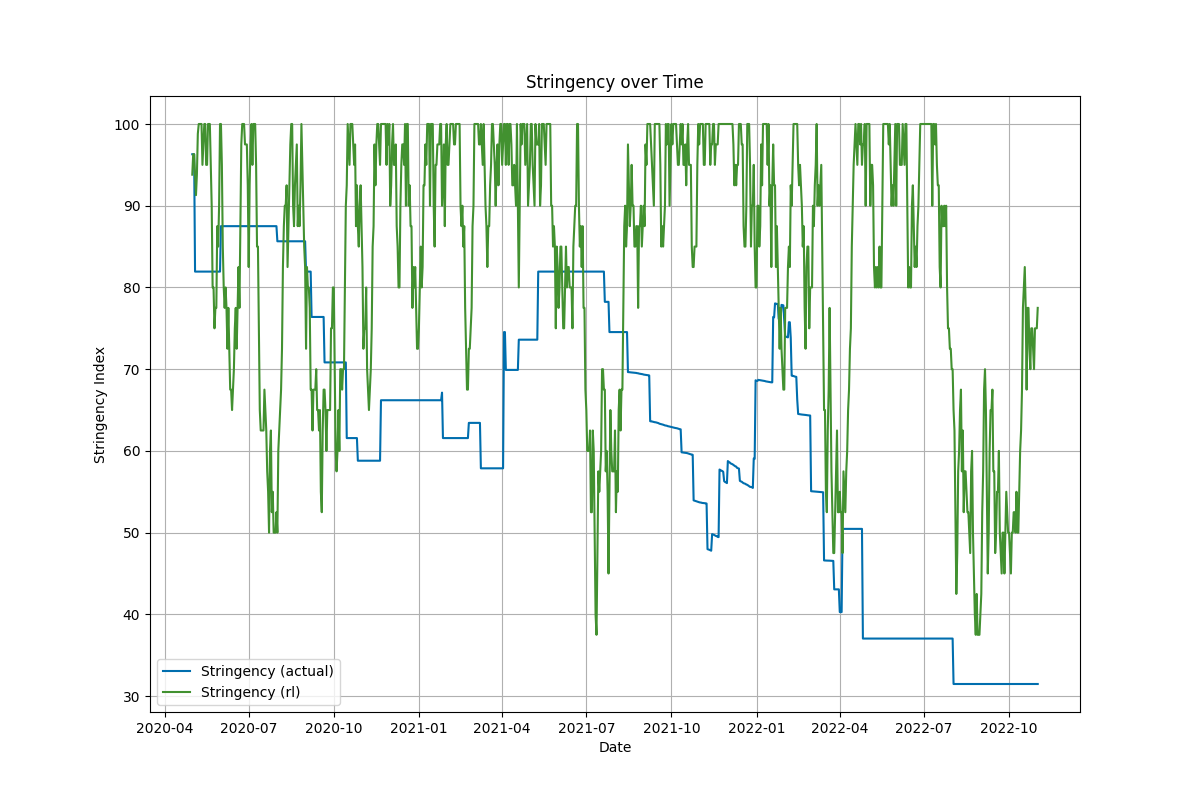 Stringency over Time
Stringency Index
100
90
80
70
60
50
40
30
Stringency (actual)
Stringency (rl)
2020-04 2020-07 2020-10 2021-01 2021-04 2021-07 2021-10 2022-01 2022-04 2022-07 2022-10
Date